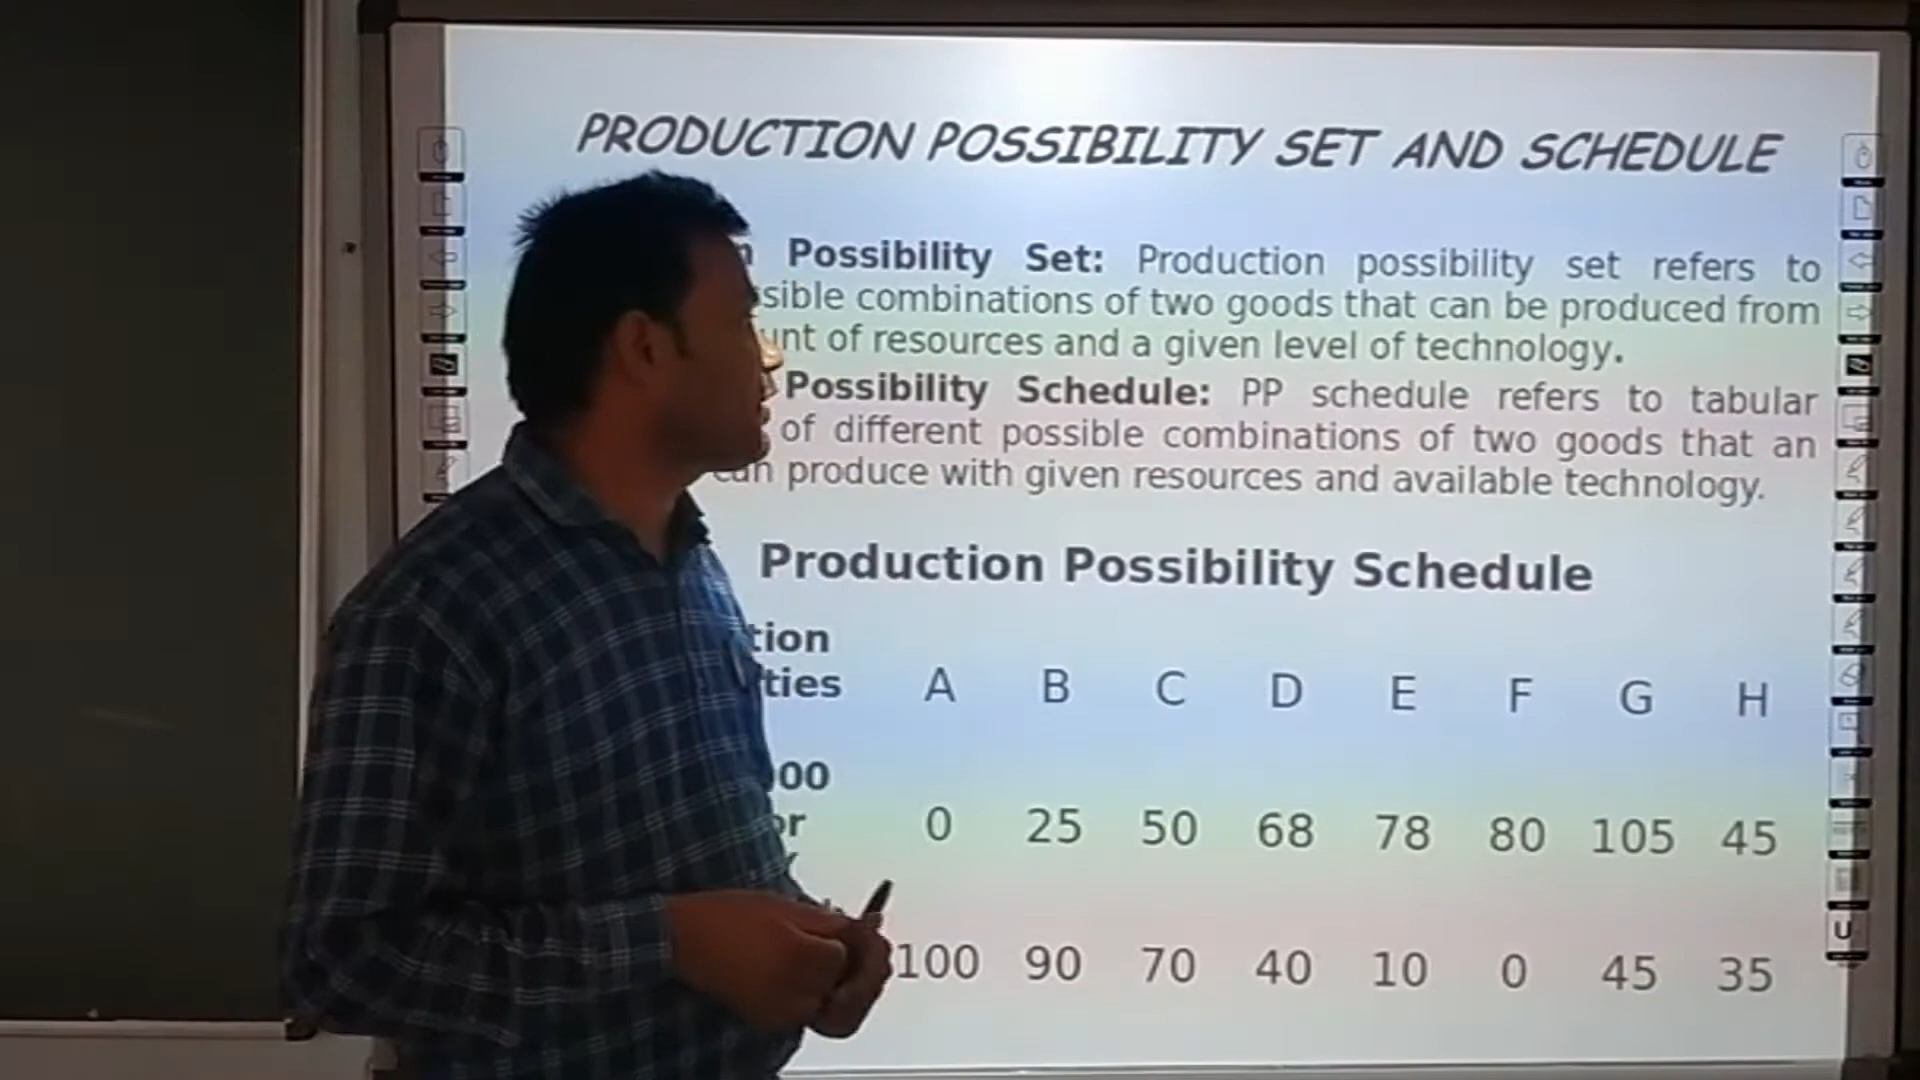 PRODUCTION POSSIBILITY SET AND SCHEDULE
Possibility Set: Production possibility set refers to
combinations of two goods that can be produced from
of resources and a given level of technology.
Possibility Schedule: PP schedule refers to tabular
of different possible combinations of two goods that an
can produce with given resources and available technology.
Production Possibility Schedule
A B C D E F G H
0 25 50 68 78 80 105 45
100 90 70 40 10 0 45 35
U